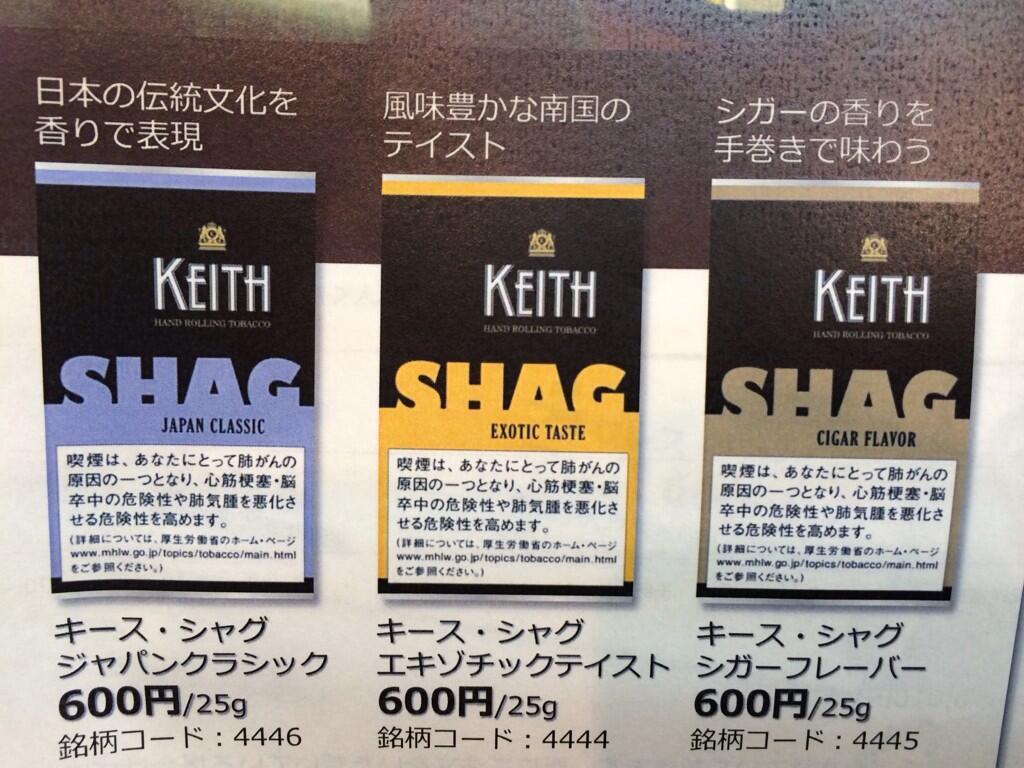 日本の伝統文化を
香りで表現
KEITH
HAND ROLLING TOBACCO
SHAG
JAPAN CLASSIC
喫煙は、あなたにとって肺がんの
原因の一つとなり、心筋梗塞・脳
卒中の危険性や肺気腫を悪化さ
せる危険性を高めます。
(詳細については、厚生労働省のホーム・ページ
www.mhlw.go.jp/topics/tobacco/main.html
をご参照ください。)
キース・シャグ
ジャパンクラシック
600円/25g
銘柄コード:4446
風味豊かな南国の
テイスト
KEITH
HAND ROLLING TOBACCO
SHAG
EXOTIC TASTE
喫煙は、あなたにとって肺がんの
原因の一つとなり、心筋梗塞・脳
卒中の危険性や肺気腫を悪化さ
せる危険性を高めます。
(詳細については、厚生労働省のホーム・ページ
www.mhlw.go.jp/topics/tobacco/main.html
をご参照ください。)
キース・シャグ
エキゾチックテイスト
600円/25g
銘柄コード:4444
シガーの香りを
手巻きで味わう
KEITH
HAND ROLLING TOBACCO
SHAG
CIGAR FLAVOR
喫煙は、あなたにとって肺がんの
原因の一つとなり、心筋梗塞・脳
卒中の危険性や肺気腫を悪化さ
せる危険性を高めます。
(詳細については、厚生労働省のホーム・ページ
www.mhlw.go.jp/topics/tobacco/main.html
をご参照ください。)
キース・シャグ
シガーフレーバー
600円/25g
銘柄コード:4445